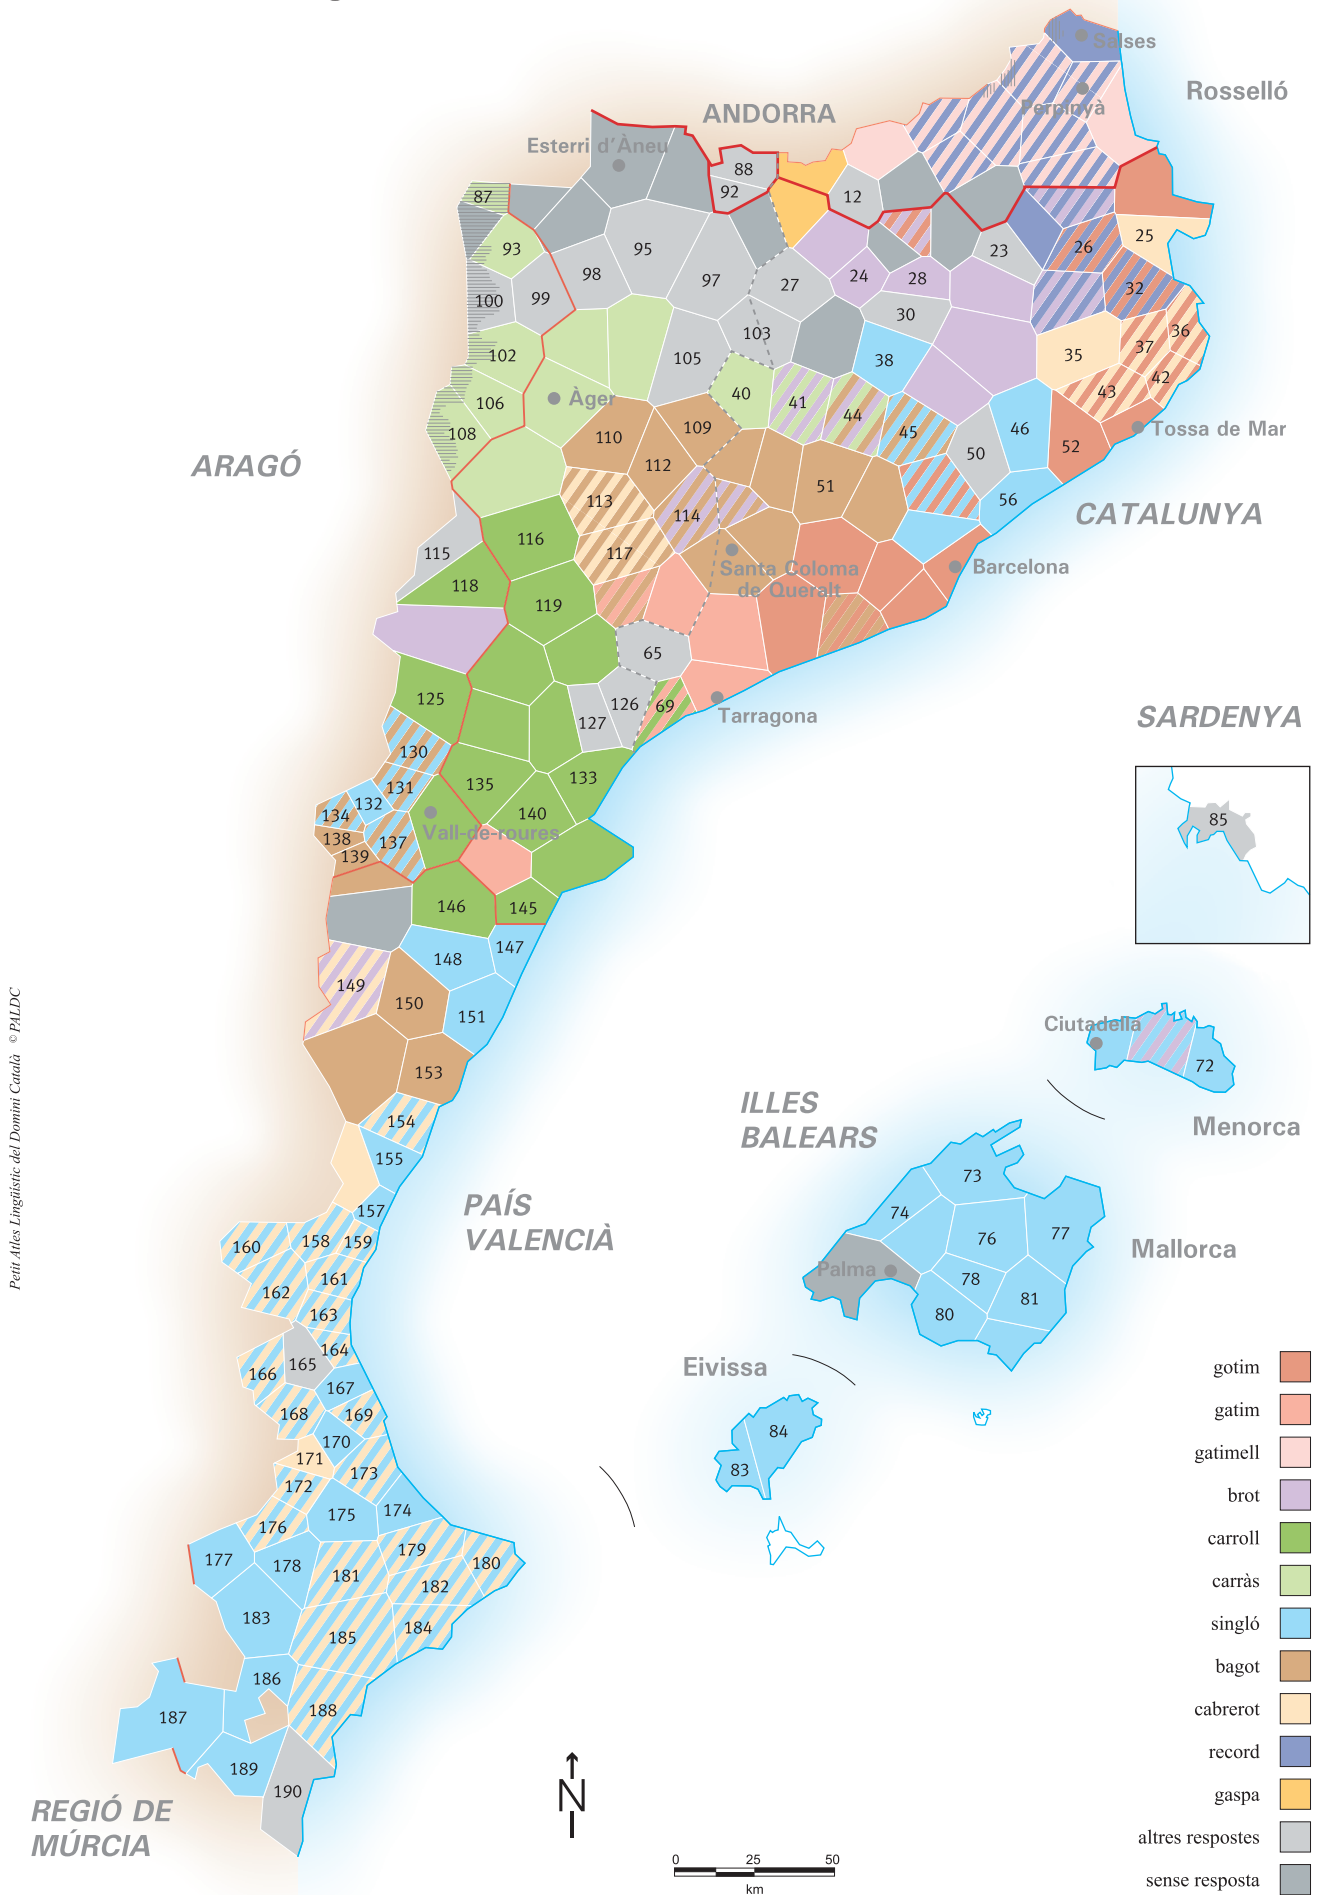 Salses
Rosselló
Perpinyà
ANDORRA
Esterri d'Àneu
88
92
87
12
93
95
98
97
99
100
27
24
28
23
26
25
32
30
103
105
38
35
36
37
42
43
102
106
108
Àger
40
41
44
45
46
50
52
Tossa de Mar
56
ARAGÓ
110
109
112
51
113
114
117
115
116
118
119
CATALUNYA
Barcelona
Santa Coloma
de Queralt
65
125
126
127
69
Tarragona
SARDENYA
85
130
131
132
134
135
133
137
138
139
140
Vall-de-roures
146
145
147
148
149
150
151
153
154
155
157
Petit Atles Lingüístic del Domini Català © PALDC
Ciutadella
72
Menorca
ILLES
BALEARS
PAÍS
VALENCIÀ
73
74
76
77
78
80
81
Palma
Mallorca
158
159
160
161
162
163
164
165
166
167
168
169
170
171
172
173
174
175
176
177
178
179
180
181
182
183
184
185
186
187
188
189
190
Eivissa
84
83
REGIÓ DE
MÚRCIA
N
0 25 50
km
gotim
gatim
gatimell
brot
carroll
carràs
singló
bagot
cabrerot
record
gaspa
altres respostes
sense resposta